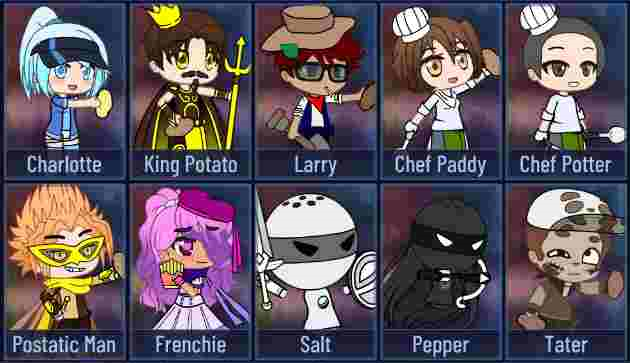 Charlotte
King Potato
Larry
Chef Paddy
Chef Potter
Postatic Man
Frenchie
Salt
Pepper
Tater